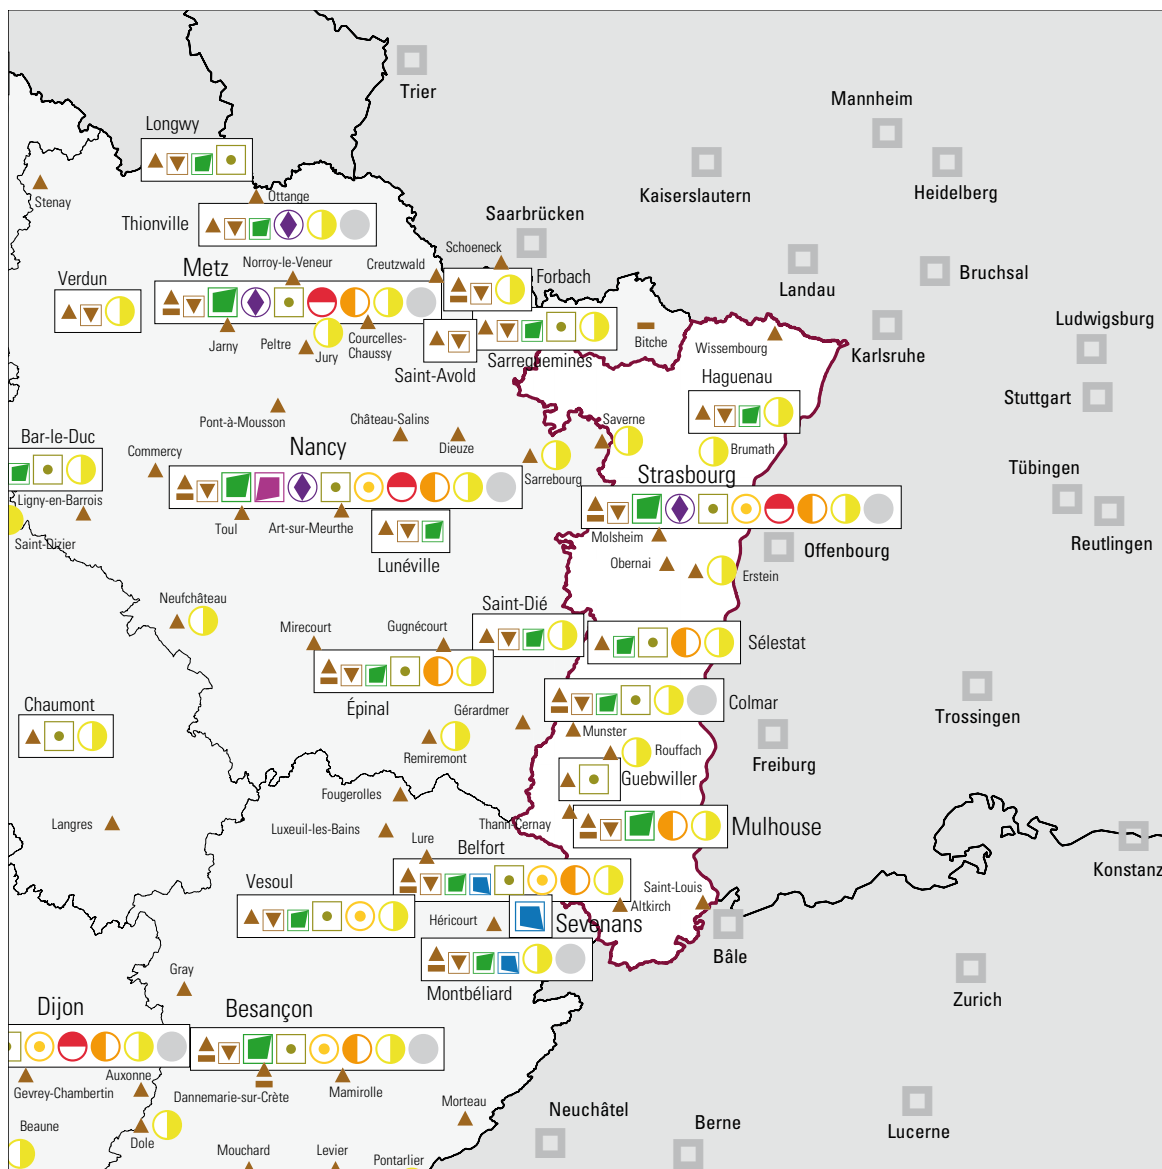 Trier
Mannheim
Longwy
Kaiserslautern
Heidelberg
Stenay
Ottange
Thionville
Saarbrücken
Schoeneck
Verdun
Metz
Norroy-le-Veneur
Creutzwald
Forbach
Landau
Bruchsal
Ludwigsburg
Jarny
Peltre
Jury
Courcelles-
Chaussy
Saint-Avold
Sarreguemines
Bitche
Wissembourg
Karlsruhe
Haguenau
Stuttgart
Pont-à-Mousson
Château-Salins
Dieuze
Saverne
Brumath
Bar-le-Duc
Commercy
Nancy
Sarrebourg
Strasbourg
Tübingen
Ligny-en-Barrois
Toul
Art-sur-Meurthe
Molsheim
Offenbourg
Reutlingen
Saint-Dizier
Lunéville
Obernai
Erstein
Neufchâteau
Saint-Dié
Mirecourt
Gugnécourt
Sélestat
Épinal
Colmar
Chaumont
Gérardmer
Trossingen
Remiremont
Munster
Rouffach
Freiburg
Guebwiller
Fougerolles
Langres
Luxeuil-les-Bains
Thann-Cernay
Mulhouse
Lure
Belfort
Konstanz
Vesoul
Saint-Louis
Altkirch
Héricourt
Sevenans
Bâle
Gray
Montbéliard
Zurich
Dijon
Besançon
Gevrey-Chambertin
Auxonne
Dannemarie-sur-Crète
Mamirolle
Morteau
Neuchâtel
Berne
Lucerne
Beaune
Dole
Mouchard
Levier
Pontarlier